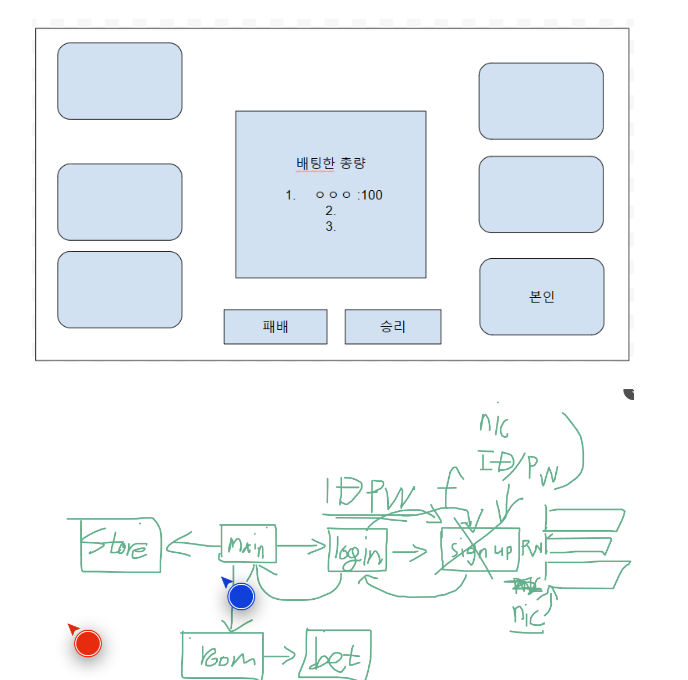 배팅한 총량
1. ㅇㅇㅇ :100
2.
3.
본인
패배 승리
nic
ID/PW
ID PW f
Store main login sign up
nic
room bet